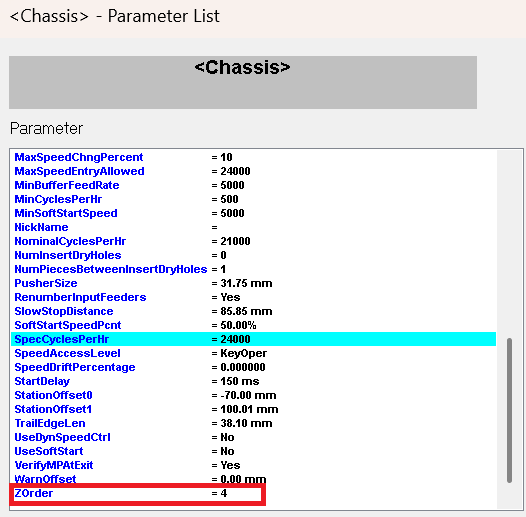 <Chassis> - Parameter List
<Chassis>
Parameter
MaxSpeedChngPercent = 10
MaxSpeedEntryAllowed = 24000
MinBufferFeedRate = 5000
MinCyclesPerHr = 500
MinSoftStartSpeed = 5000
NickName =
NominalCyclesPerHr = 21000
NumInsertDryHoles = 0
NumPiecesBetweenInsertDryHoles = 1
PusherSize = 31.75 mm
RenumberInputFeeders = Yes
SlowStopDistance = 85.85 mm
SoftStartSpeedPcnt = 50.00%
SpecCyclesPerHr = 24000
SpeedAccessLevel = KeyOper
SpeedDriftPercentage = 0.000000
StartDelay = 150 ms
StationOffset0 = -70.00 mm
StationOffset1 = 100.01 mm
TrailEdgeLen = 38.10 mm
UseDynSpeedCtrl = No
UseSoftStart = No
VerifyMPAtExit = Yes
WarnOffset = 0.00 mm
ZOrder = 4